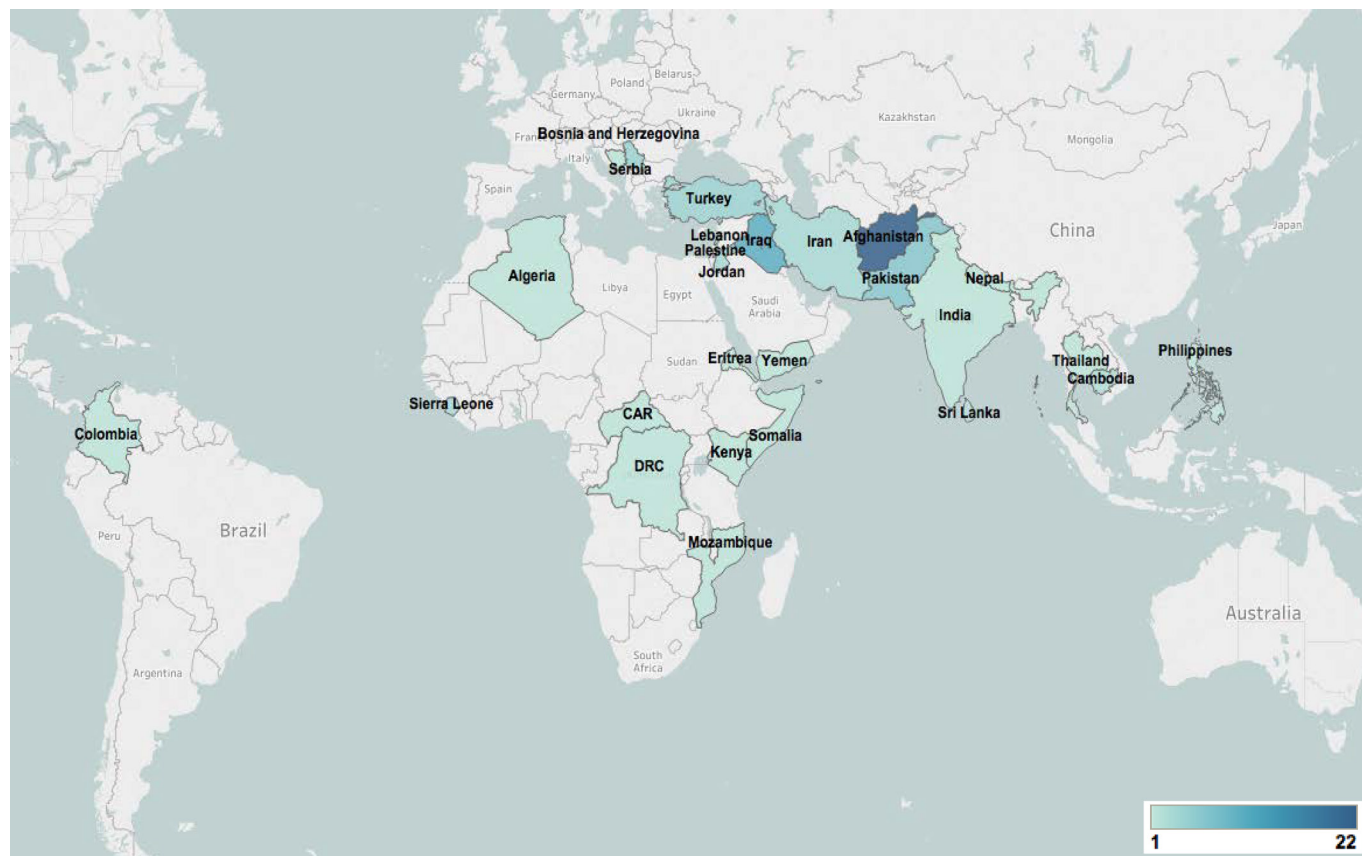 Poland
Belarus
Germany
Ukraine
France
Bosnia and Herzegovina
Italy
Serbia
Kazakhstan
Mongolia
Spain
Turkey
Japan
China
Lebanon
Iraq
Iran
Afghanistan
Palestine
Jordan
Pakistan
Nepal
Algeria
Libya
Egypt
Saudi
Arabia
India
Sudan
Eritrea
Yemen
Thailand
Philippines
Cambodia
Sierra Leone
CAR
Sri Lanka
Colombia
Somalia
Kenya
DRC
Brazil
Peru
Mozambique
Australia
South
Africa
Argentina
1 22